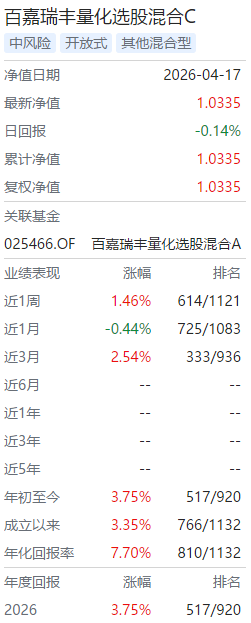 百嘉瑞丰量化选股混合C
中风险 开放式 其他混合型
净值日期 2026-04-17
最新净值 1.0335
日回报 -0.14%
累计净值 1.0335
复权净值 1.0335
关联基金
025466.OF 百嘉瑞丰量化选股混合A
业绩表现 涨幅 排名
近1周 1.46% 614/1121
近1月 -0.44% 725/1083
近3月 2.54% 333/936
近6月 -- --
近1年 -- --
近3年 -- --
近5年 -- --
年初至今 3.75% 517/920
成立以来 3.35% 766/1132
年化回报率 7.70% 810/1132
年度回报 涨幅 排名
2026 3.75% 517/920